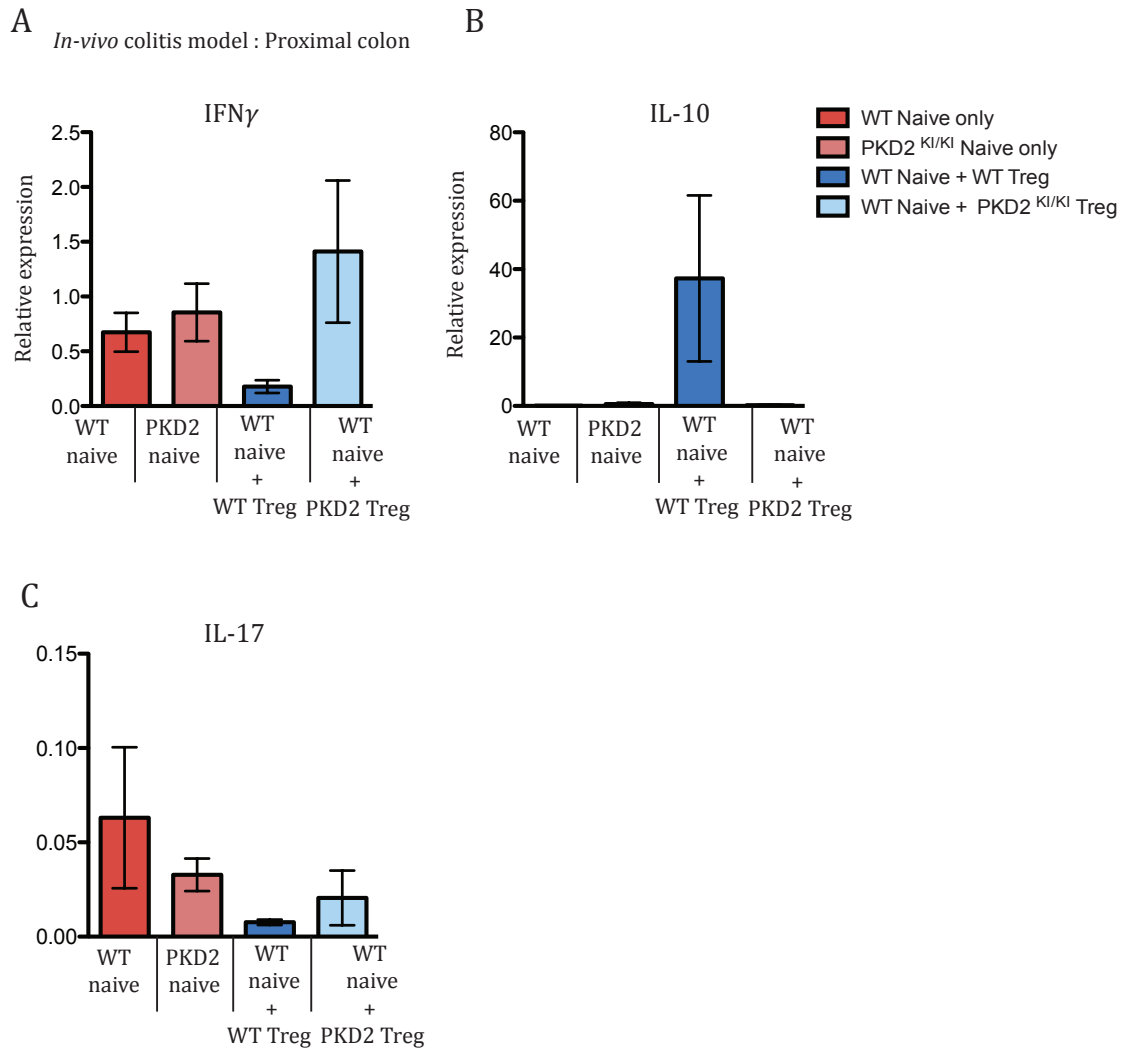 A
In-vivo colitis model : Proximal colon
IFNγ
Relative expression
2.5
2.0
1.5
1.0
0.5
0.0
WT
naive
PKD2
naive
WT
naive
+
WT Treg
WT
naive
+
PKD2 Treg
B
IL-10
Relative expression
80
60
40
20
0
WT
naive
PKD2
naive
WT
naive
+
WT Treg
WT
naive
+
PKD2 Treg
WT Naive only
PKD2 KI/KI Naive only
WT Naive + WT Treg
WT Naive + PKD2 KI/KI Treg
C
IL-17
0.15
0.10
0.05
0.00
WT
naive
PKD2
naive
WT
naive
+
WT Treg
WT
naive
+
PKD2 Treg